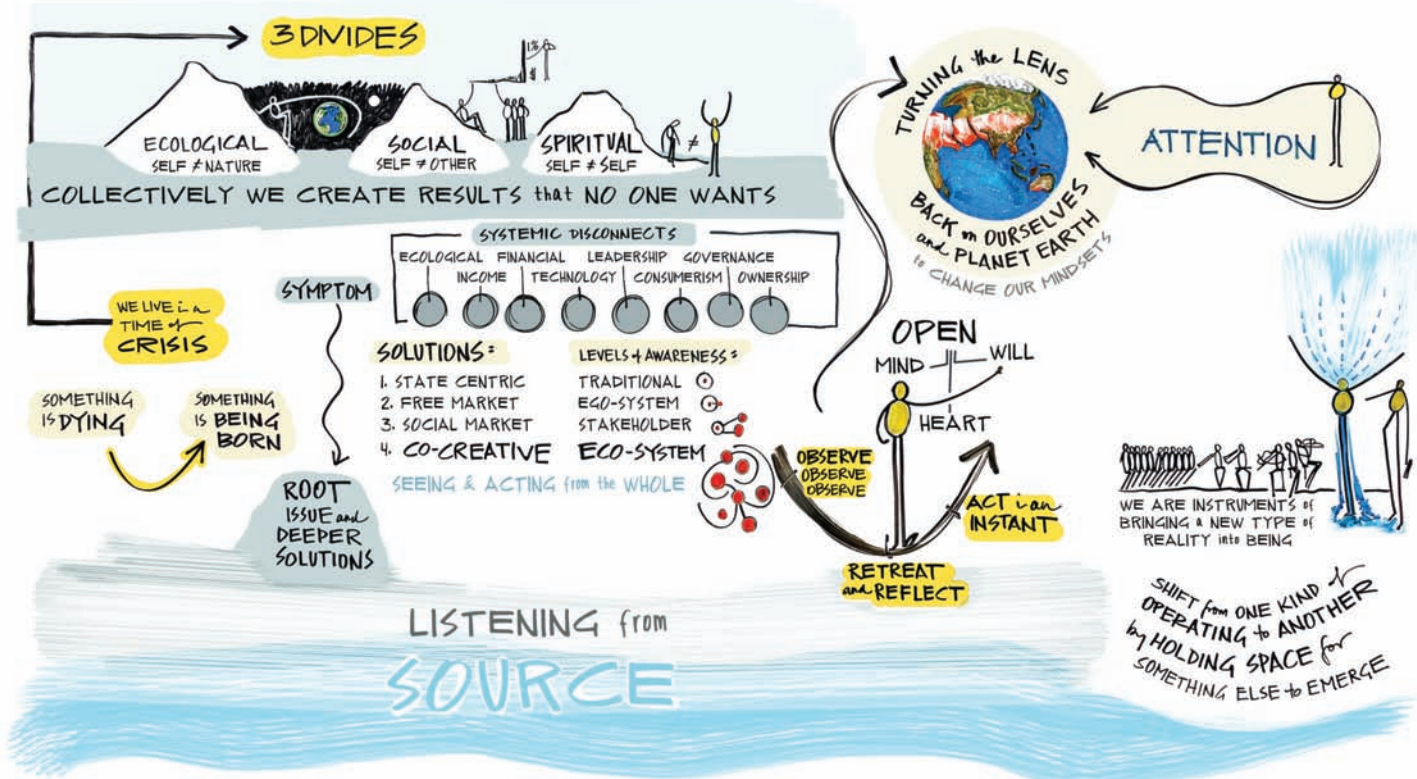 3 DIVIDES
1%
ECOLOGICAL
SELF ≠ NATURE
SOCIAL
SELF ≠ OTHER
SPIRITUAL
SELF ≠ SELF
≠
COLLECTIVELY WE CREATE RESULTS that NO ONE WANTS
SYSTEMIC DISCONNECTS
ECOLOGICAL FINANCIAL LEADERSHIP GOVERNANCE
INCOME TECHNOLOGY CONSUMERISM OWNERSHIP
WE LIVE in a
TIME of
CRISIS
SOMETHING
is DYING
SOMETHING
is BEING
BORN
SYMPTOM
ROOT
ISSUE and
DEEPER
SOLUTIONS
SOLUTIONS:
1. STATE CENTRIC
2. FREE MARKET
3. SOCIAL MARKET
4. CO-CREATIVE
LEVELS of AWARENESS:
TRADITIONAL
EGO-SYSTEM
STAKEHOLDER
ECO-SYSTEM
SEEING & ACTING from the WHOLE
TURNING the LENS
BACK on OURSELVES
and PLANET EARTH
to CHANGE OUR MINDSETS
ATTENTION
OPEN
MIND
WILL
HEART
OBSERVE
OBSERVE
OBSERVE
RETREAT
and REFLECT
ACT in an
INSTANT
WE ARE INSTRUMENTS of
BRINGING a NEW TYPE of
REALITY into BEING
SHIFT from ONE KIND of
OPERATING to ANOTHER
by HOLDING SPACE for
SOMETHING ELSE to EMERGE
LISTENING from
SOURCE